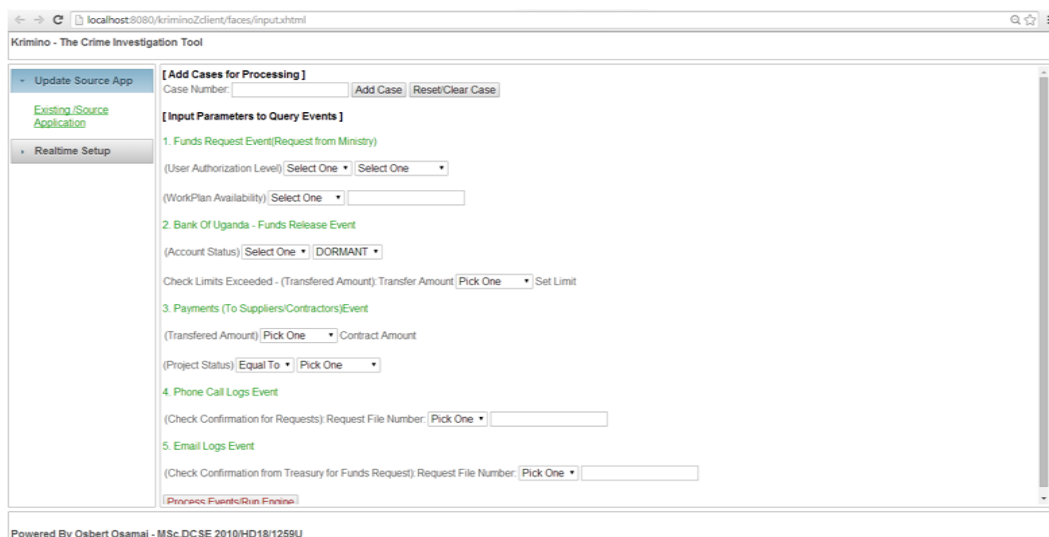 localhost:8080/kriminoZclient/faces/input.xhtml
Krimino - The Crime Investigation Tool
Update Source App
Existing /Source
Application
Realtime Setup
[ Add Cases for Processing ]
Case Number: Add Case Reset/Clear Case
[ Input Parameters to Query Events ]
1. Funds Request Event(Request from Ministry)
(User Authorization Level) Select One Select One
(WorkPlan Availability) Select One
2. Bank Of Uganda - Funds Release Event
(Account Status) Select One DORMANT
Check Limits Exceeded - (Transfered Amount): Transfer Amount Pick One Set Limit
3. Payments (To Suppliers/Contractors)Event
(Transfered Amount) Pick One Contract Amount
(Project Status) Equal To Pick One
4. Phone Call Logs Event
(Check Confirmation for Requests): Request File Number: Pick One
5. Email Logs Event
(Check Confirmation from Treasury for Funds Request): Request File Number: Pick One
Process Events/Run Engine
Powered By Osbert Osamai - MSc.DCSE 2010/HD18/1259U